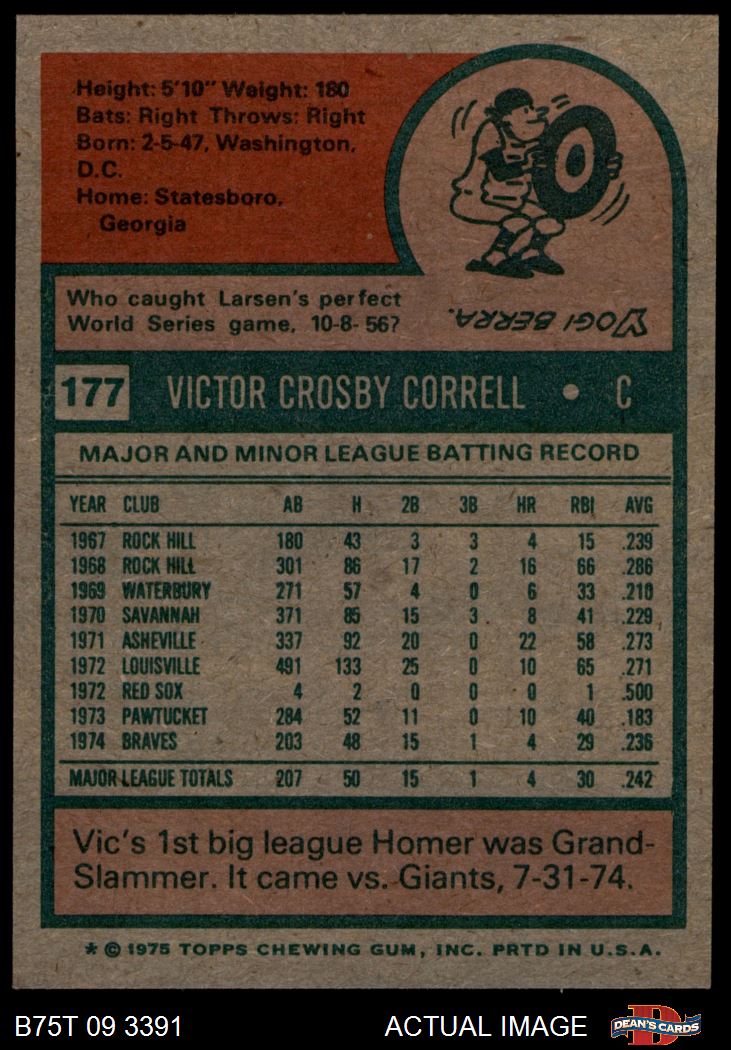 Height: 5'10" Weight: 180
Bats: Right Throws: Right
Born: 2-5-47, Washington,
D.C.
Home: Statesboro,
Georgia
Who caught Larsen's perfect
World Series game, 10-8-56?
YOGI BERRA.
177 VICTOR CROSBY CORRELL • C
MAJOR AND MINOR LEAGUE BATTING RECORD
YEAR CLUB AB H 2B 3B HR RBI AVG
1967 ROCK HILL 180 43 3 3 4 15 .239
1968 ROCK HILL 301 86 17 2 16 66 .286
1969 WATERBURY 271 57 4 0 6 33 .210
1970 SAVANNAH 371 85 15 3 8 41 .229
1971 ASHEVILLE 337 92 20 0 22 58 .273
1972 LOUISVILLE 491 133 25 0 10 65 .271
1972 RED SOX 4 2 0 0 0 1 .500
1973 PAWTUCKET 284 52 11 0 10 40 .183
1974 BRAVES 203 48 15 1 4 29 .236
MAJOR LEAGUE TOTALS 207 50 15 1 4 30 .242
Vic's 1st big league Homer was Grand-
Slammer. It came vs. Giants, 7-31-74.
* © 1975 TOPPS CHEWING GUM, INC. PRTD IN U.S.A.
B75T 09 3391 ACTUAL IMAGE D DEAN'S CARDS